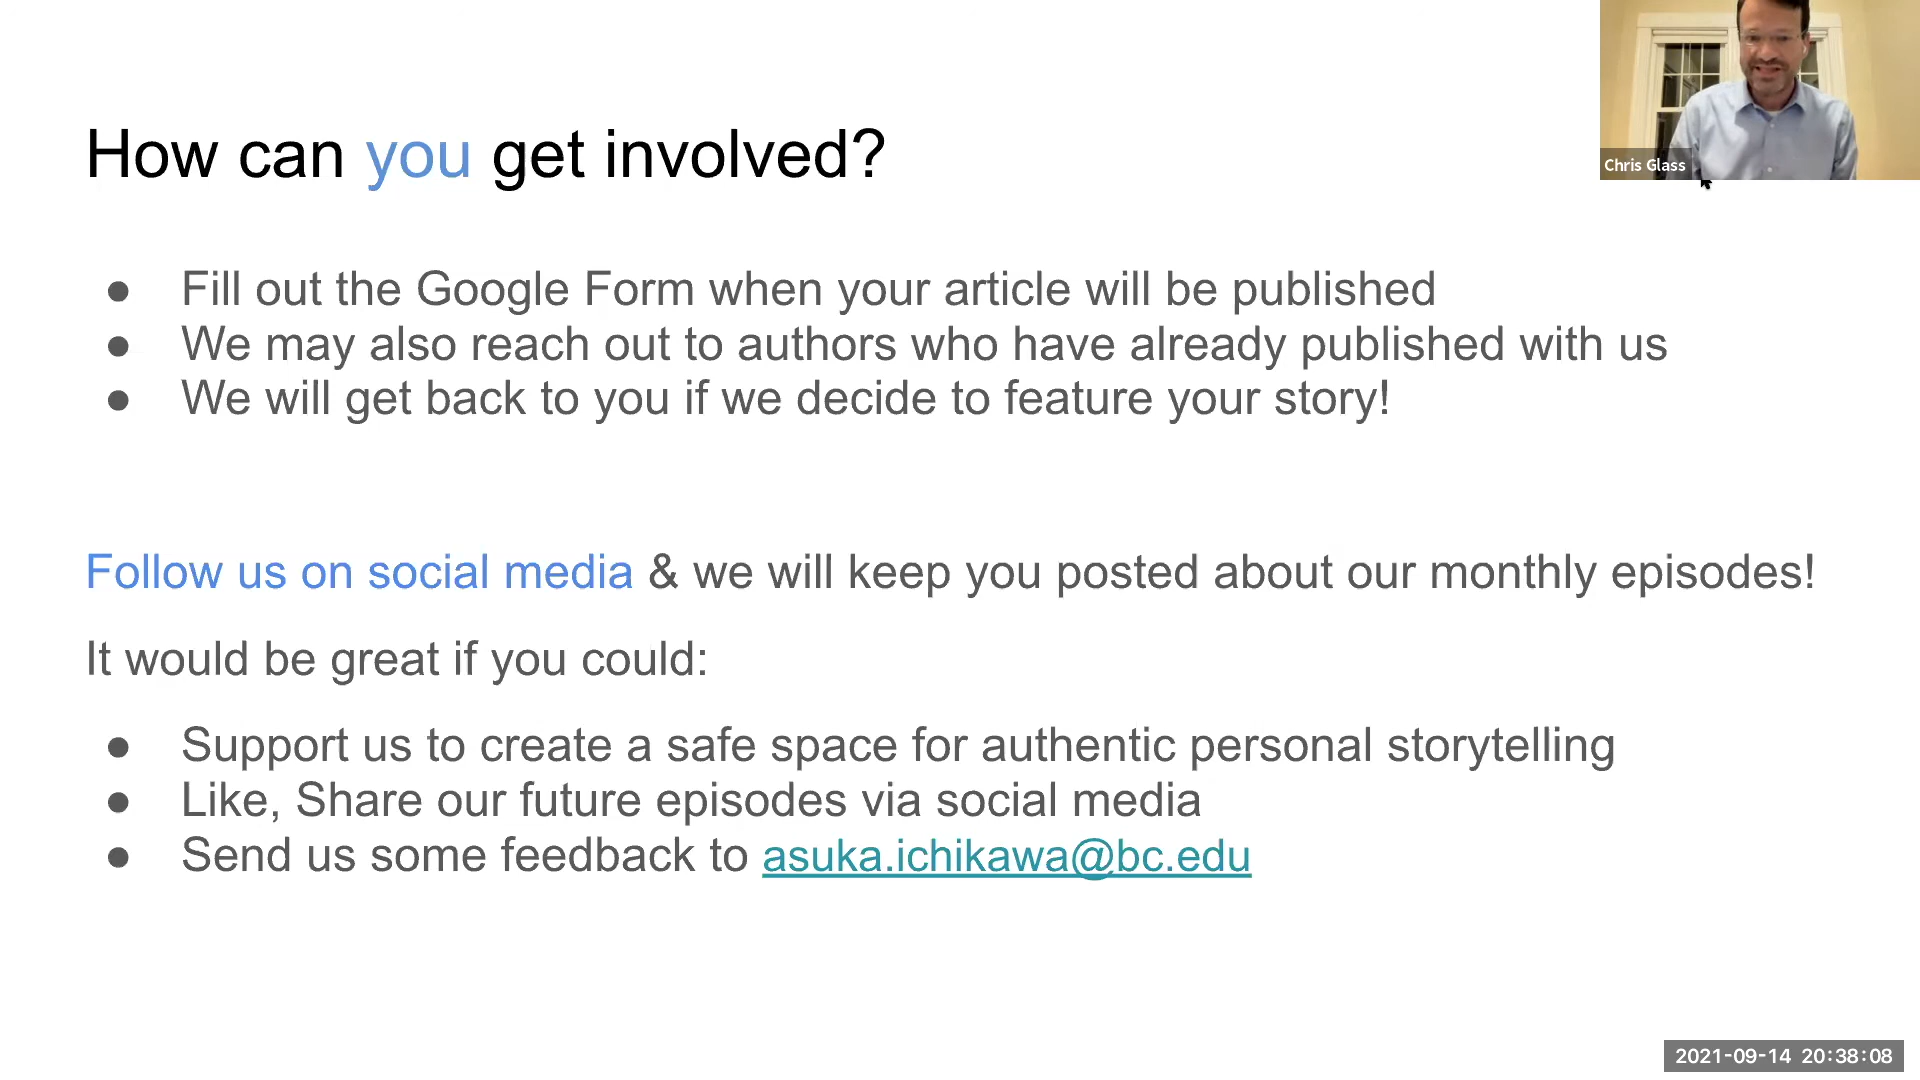 How can you get involved?
Chris Glass
● Fill out the Google Form when your article will be published
● We may also reach out to authors who have already published with us
● We will get back to you if we decide to feature your story!
Follow us on social media & we will keep you posted about our monthly episodes!
It would be great if you could:
● Support us to create a safe space for authentic personal storytelling
● Like, Share our future episodes via social media
● Send us some feedback to asuka.ichikawa@bc.edu
2021-09-14 20:38:08